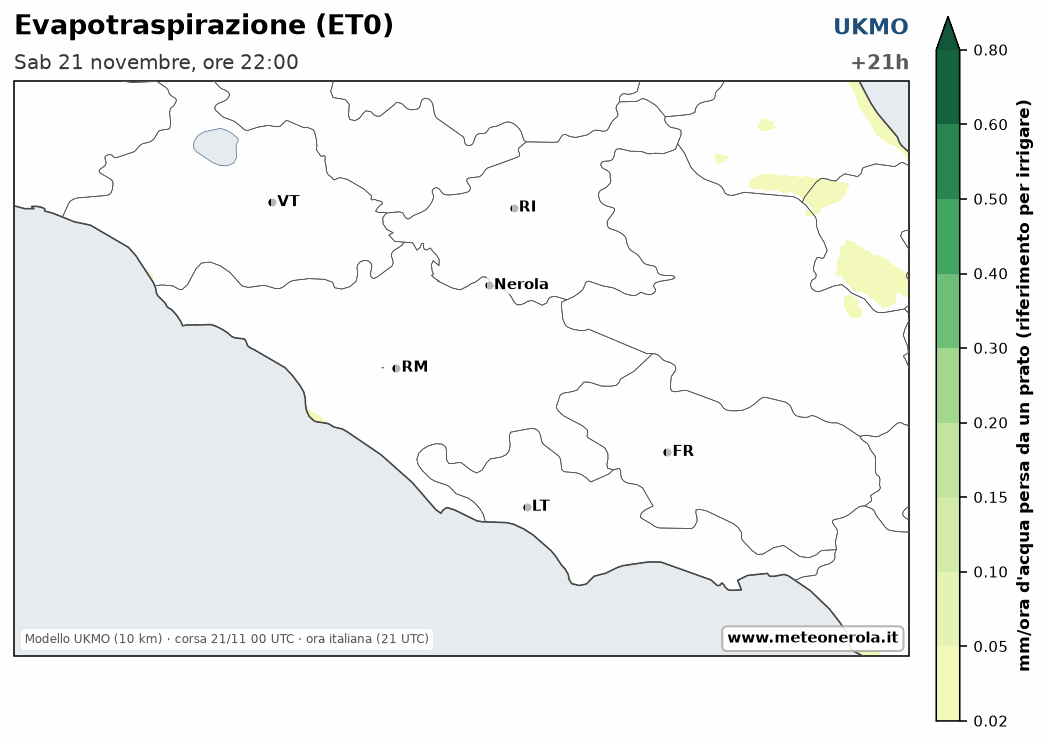 Evapotraspirazione (ET0)
UKMO
Sab 21 novembre, ore 22:00
+21h
VT
RI
Nerola
RM
FR
LT
Modello UKMO (10 km) · corsa 21/11 00 UTC · ora italiana (21 UTC)
www.meteonerola.it
0.80
0.60
0.50
0.40
0.30
0.20
0.15
0.10
0.05
0.02
mm/ora d'acqua persa da un prato (riferimento per irrigare)